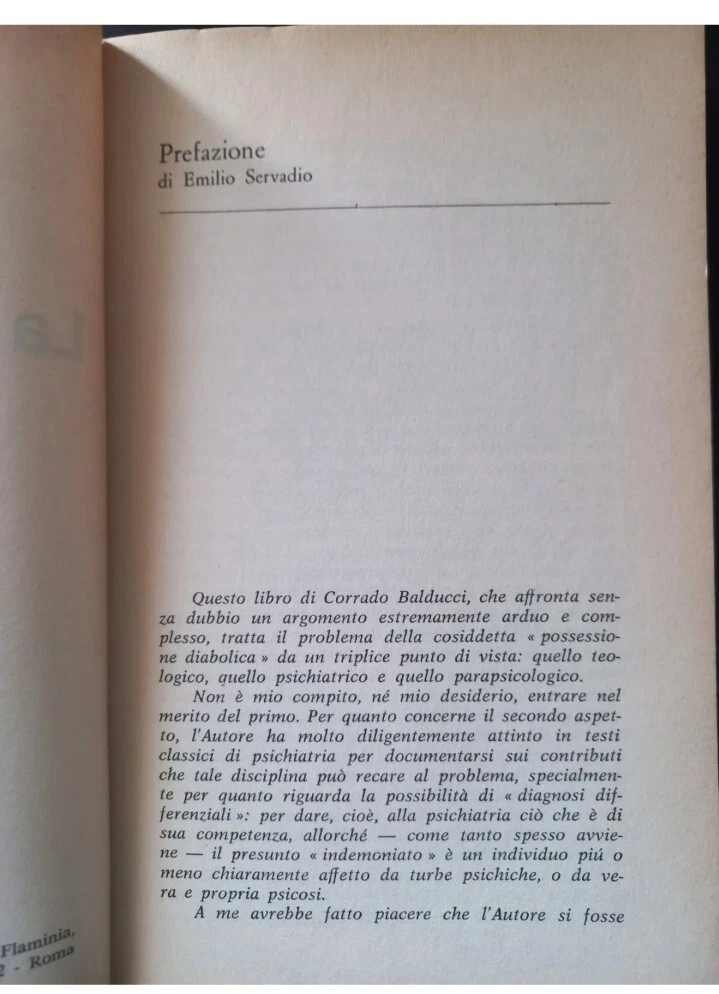 Prefazione
di Emilio Servadio
La
Questo libro di Corrado Balducci, che affronta sen-
za dubbio un argomento estremamente arduo e com-
plesso, tratta il problema della cosiddetta « possessio-
ne diabolica » da un triplice punto di vista: quello teo-
logico, quello psichiatrico e quello parapsicologico.
Non è mio compito, né mio desiderio, entrare nel
merito del primo. Per quanto concerne il secondo aspet-
to, l'Autore ha molto diligentemente attinto in testi
classici di psichiatria per documentarsi sui contributi
che tale disciplina può recare al problema, specialmen-
te per quanto riguarda la possibilità di « diagnosi dif-
ferenziali »: per dare, cioè, alla psichiatria ciò che è di
sua competenza, allorché — come tanto spesso avvie-
ne — il presunto « indemoniato » è un individuo piú o
meno chiaramente affetto da turbe psichiche, o da ve-
ra e propria psicosi.
A me avrebbe fatto piacere che l'Autore si fosse
Flaminia,
2 - Roma